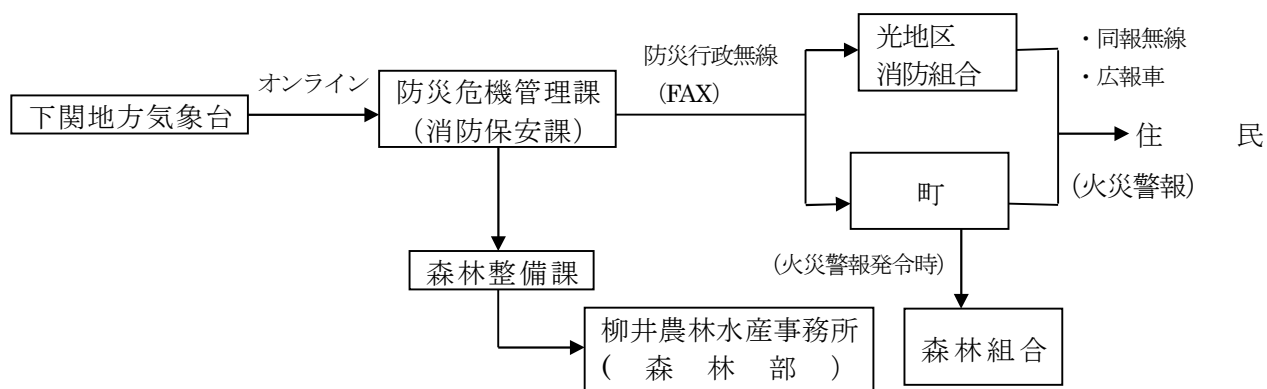 下関地方気象台
オンライン
防災危機管理課
（消防保安課）
防災行政無線
（FAX）
光地区
消防組合
・同報無線
・広報車
住　　民
（火災警報）
町
（火災警報発令時）
森林整備課
柳井農林水産事務所
（　森　林　部　）
森林組合